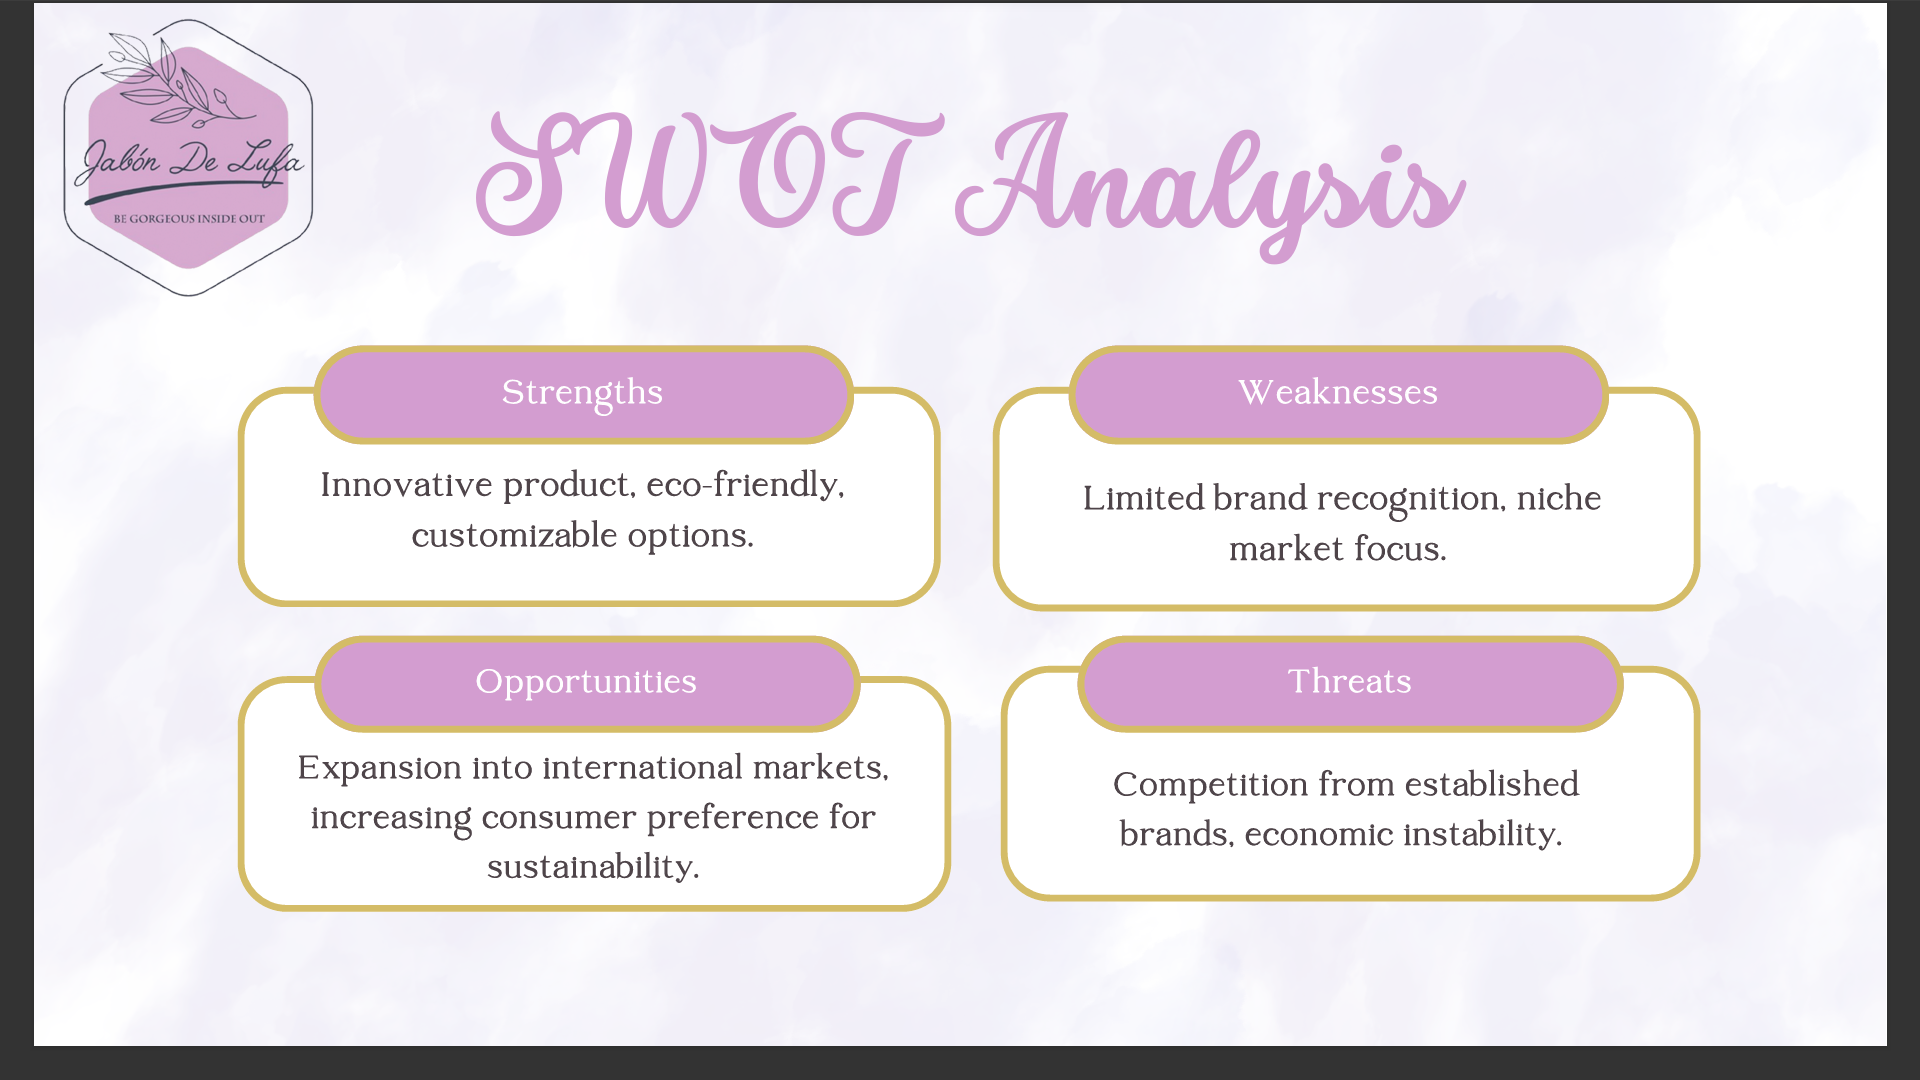 Jabón De Lufa
BE GORGEOUS INSIDE OUT
SWOT Analysis
Strengths
Innovative product, eco-friendly,
customizable options.
Weaknesses
Limited brand recognition, niche
market focus.
Opportunities
Expansion into international markets,
increasing consumer preference for
sustainability.
Threats
Competition from established
brands, economic instability.